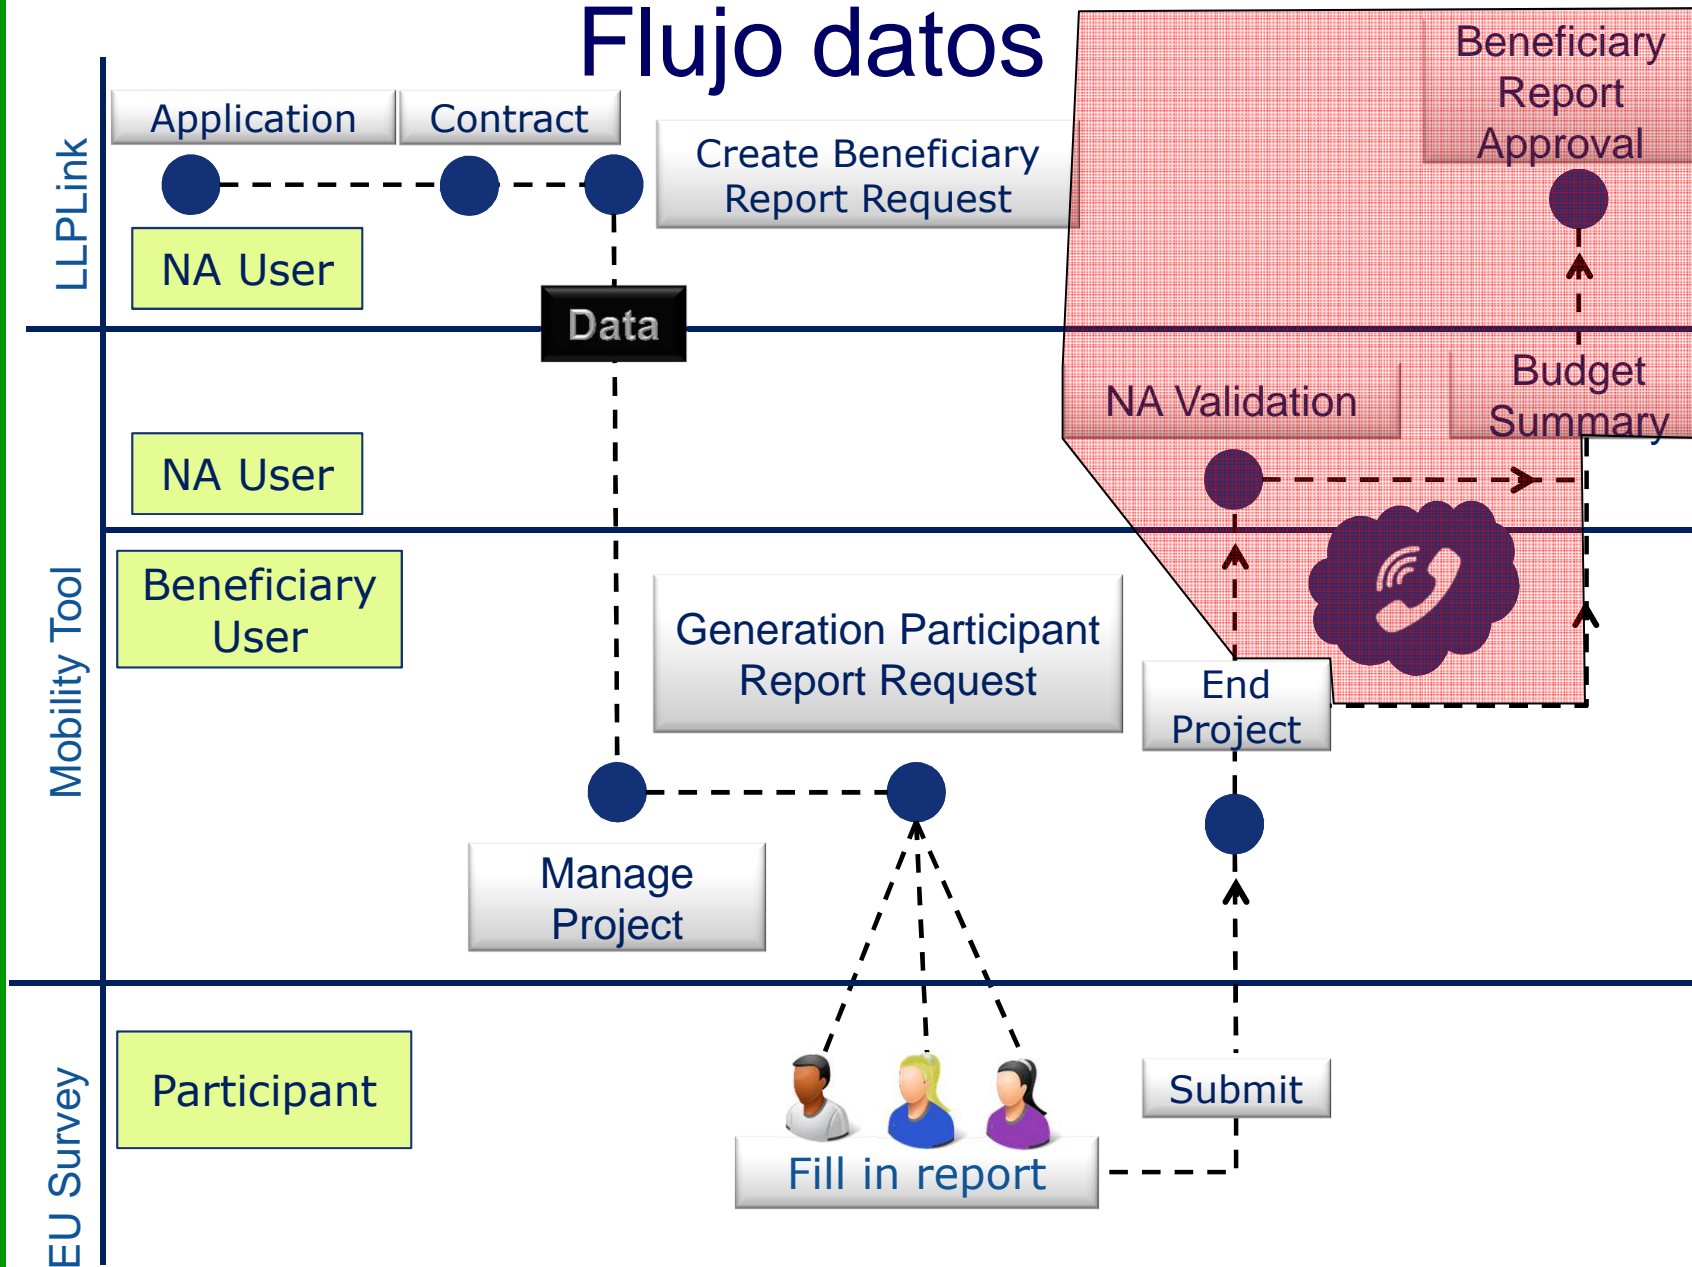 Flujo datos
LLPLink
Application
Contract
Create Beneficiary
Report Request
Beneficiary
Report
Approval
NA User
Data
NA Validation
Budget
Summary
NA User
Mobility Tool
Beneficiary
User
Generation Participant
Report Request
End
Project
Manage
Project
EU Survey
Participant
Submit
Fill in report